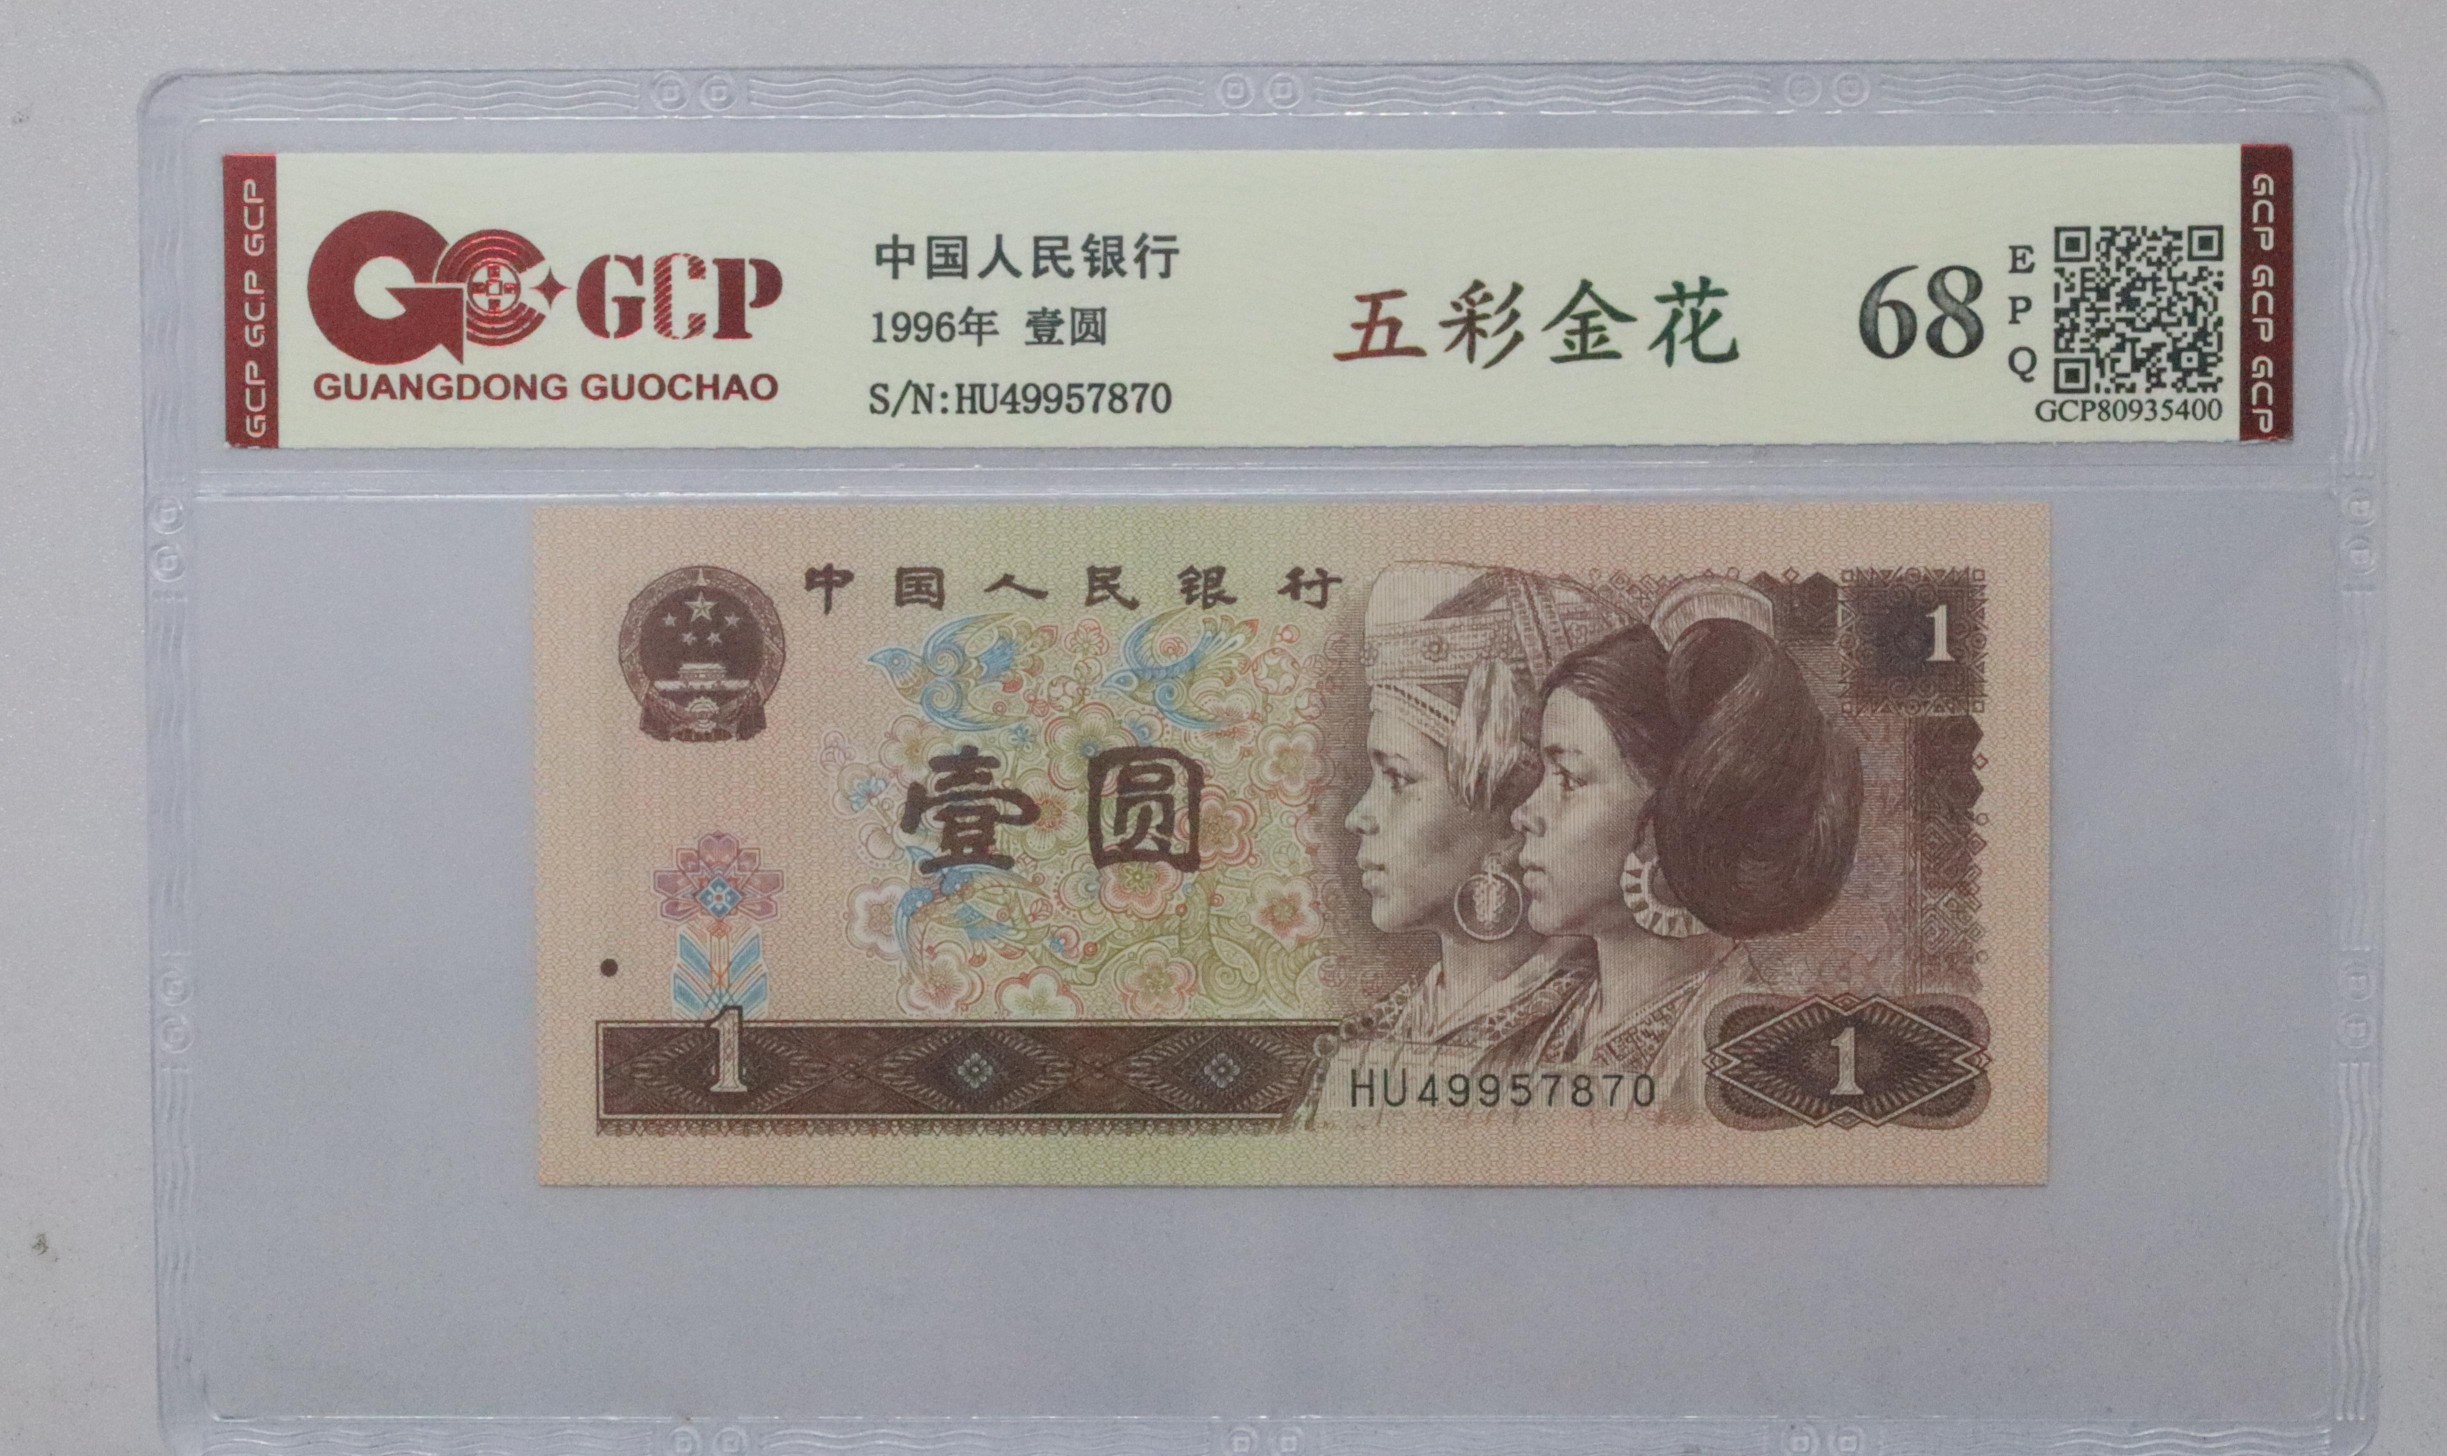 GCP GCP GCP
GCP
GUANGDONG GUOCHAO
中国人民银行
1996年 壹圆
S/N:HU49957870
五彩金花
68
E
P
Q
GCP80935400
GCP GCP GCP
中国人民银行
1
壹圆
1
HU49957870
1